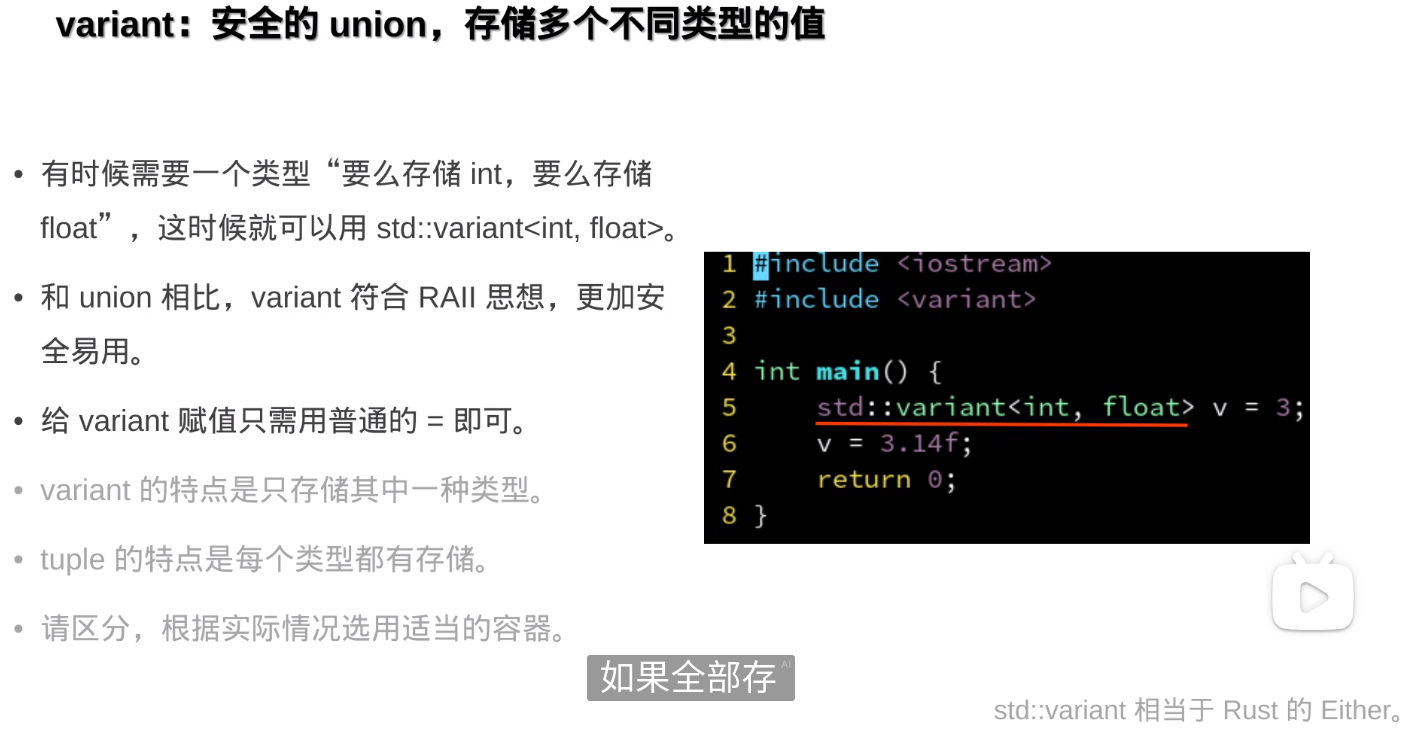 variant：安全的 union，存储多个不同类型的值
• 有时候需要一个类型“要么存储 int，要么存储
float”，这时候就可以用 std::variant<int, float>。
• 和 union 相比，variant 符合 RAII 思想，更加安
全易用。
• 给 variant 赋值只需用普通的 = 即可。
• variant 的特点是只存储其中一种类型。
• tuple 的特点是每个类型都有存储。
• 请区分，根据实际情况选用适当的容器。
1 #include <iostream>
2 #include <variant>
3
4 int main() {
5     std::variant<int, float> v = 3;
6     v = 3.14f;
7     return 0;
8 }
如果全部存
AI
std::variant 相当于 Rust 的 Either。